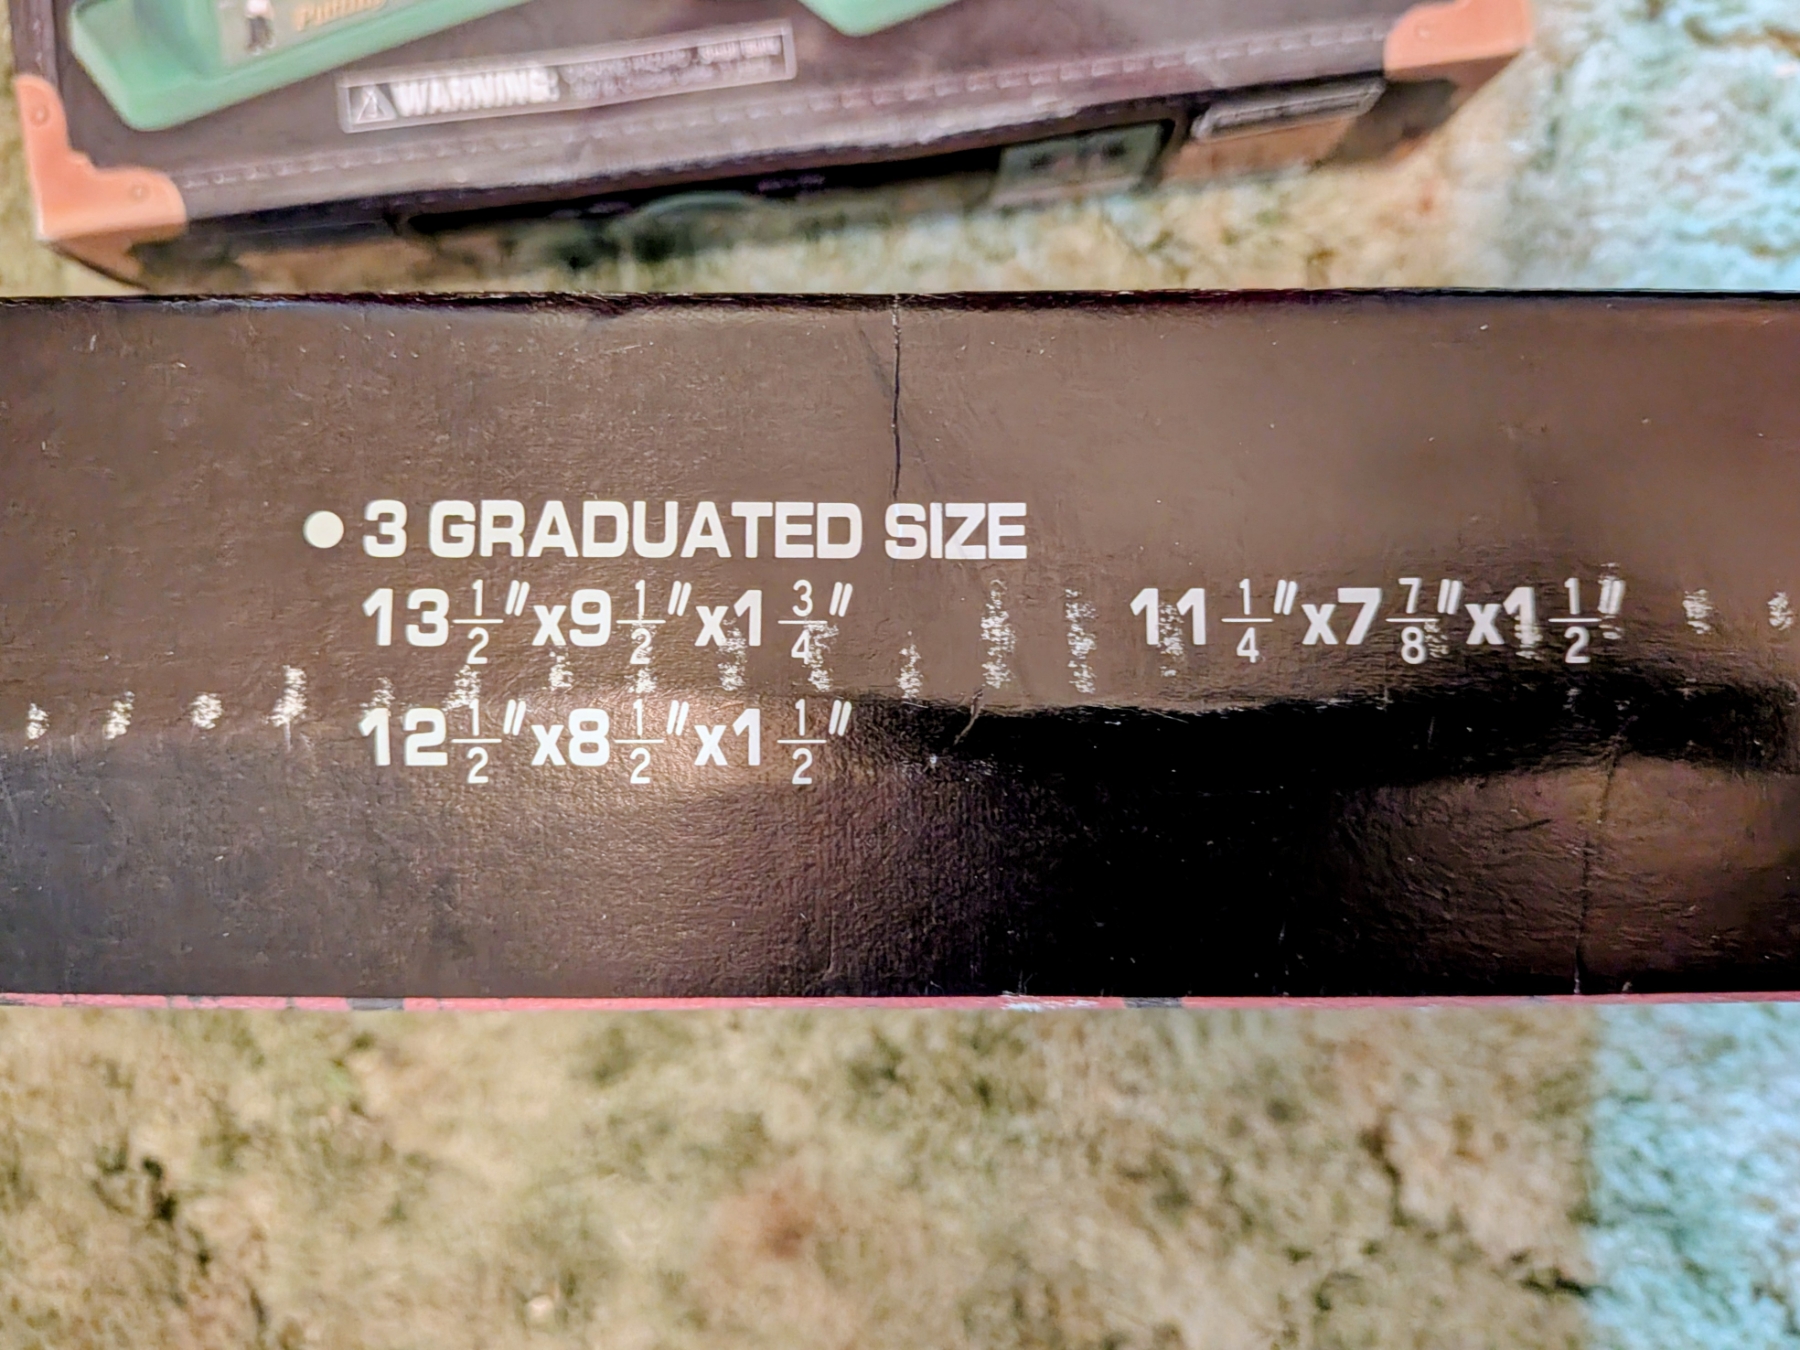 WARNING:
● 3 GRADUATED SIZE
13 1/2"x9 1/2"x1 3/4" 11 1/4"x7 7/8"x1 1/2"
12 1/2"x8 1/2"x1 1/2"